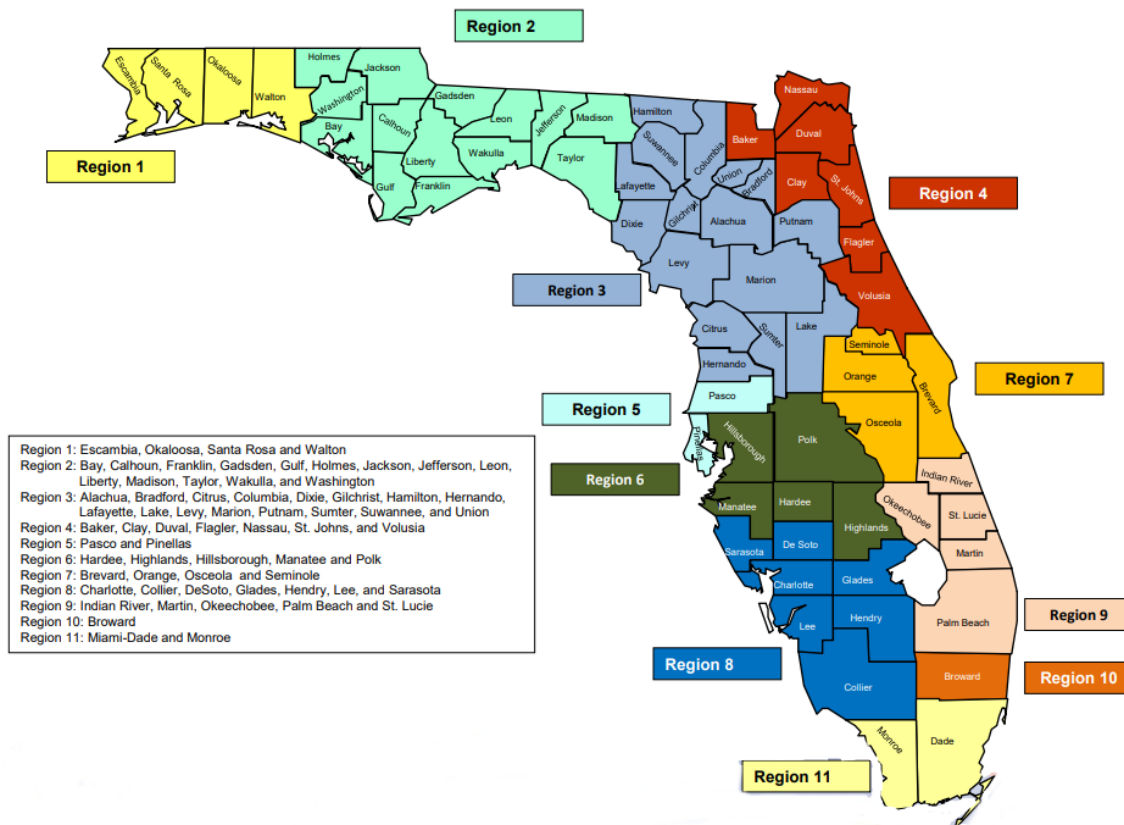 Region 2
Holmes
Jackson
Escambia
Santa Rosa
Okaloosa
Walton
Washington
Bay
Calhoun
Gadsden
Leon
Jefferson
Madison
Liberty
Wakulla
Taylor
Gulf
Franklin
Hamilton
Suwannee
Columbia
Baker
Nassau
Duval
Region 1
Lafayette
Union
Bradford
Clay
St. Johns
Region 4
Dixie
Gilchrist
Alachua
Putnam
Flagler
Levy
Marion
Region 3
Volusia
Citrus
Sumter
Lake
Seminole
Hernando
Orange
Brevard
Region 7
Pasco
Region 5
Osceola
Pinellas
Hillsborough
Polk
Region 6
Indian River
Manatee
Hardee
Highlands
Okeechobee
St. Lucie
Sarasota
De Soto
Martin
Charlotte
Glades
Lee
Hendry
Palm Beach
Region 9
Region 8
Collier
Broward
Region 10
Monroe
Dade
Region 11
Region 1: Escambia, Okaloosa, Santa Rosa and Walton
Region 2: Bay, Calhoun, Franklin, Gadsden, Gulf, Holmes, Jackson, Jefferson, Leon,
Liberty, Madison, Taylor, Wakulla, and Washington
Region 3: Alachua, Bradford, Citrus, Columbia, Dixie, Gilchrist, Hamilton, Hernando,
Lafayette, Lake, Levy, Marion, Putnam, Sumter, Suwannee, and Union
Region 4: Baker, Clay, Duval, Flagler, Nassau, St. Johns, and Volusia
Region 5: Pasco and Pinellas
Region 6: Hardee, Highlands, Hillsborough, Manatee and Polk
Region 7: Brevard, Orange, Osceola and Seminole
Region 8: Charlotte, Collier, DeSoto, Glades, Hendry, Lee, and Sarasota
Region 9: Indian River, Martin, Okeechobee, Palm Beach and St. Lucie
Region 10: Broward
Region 11: Miami-Dade and Monroe